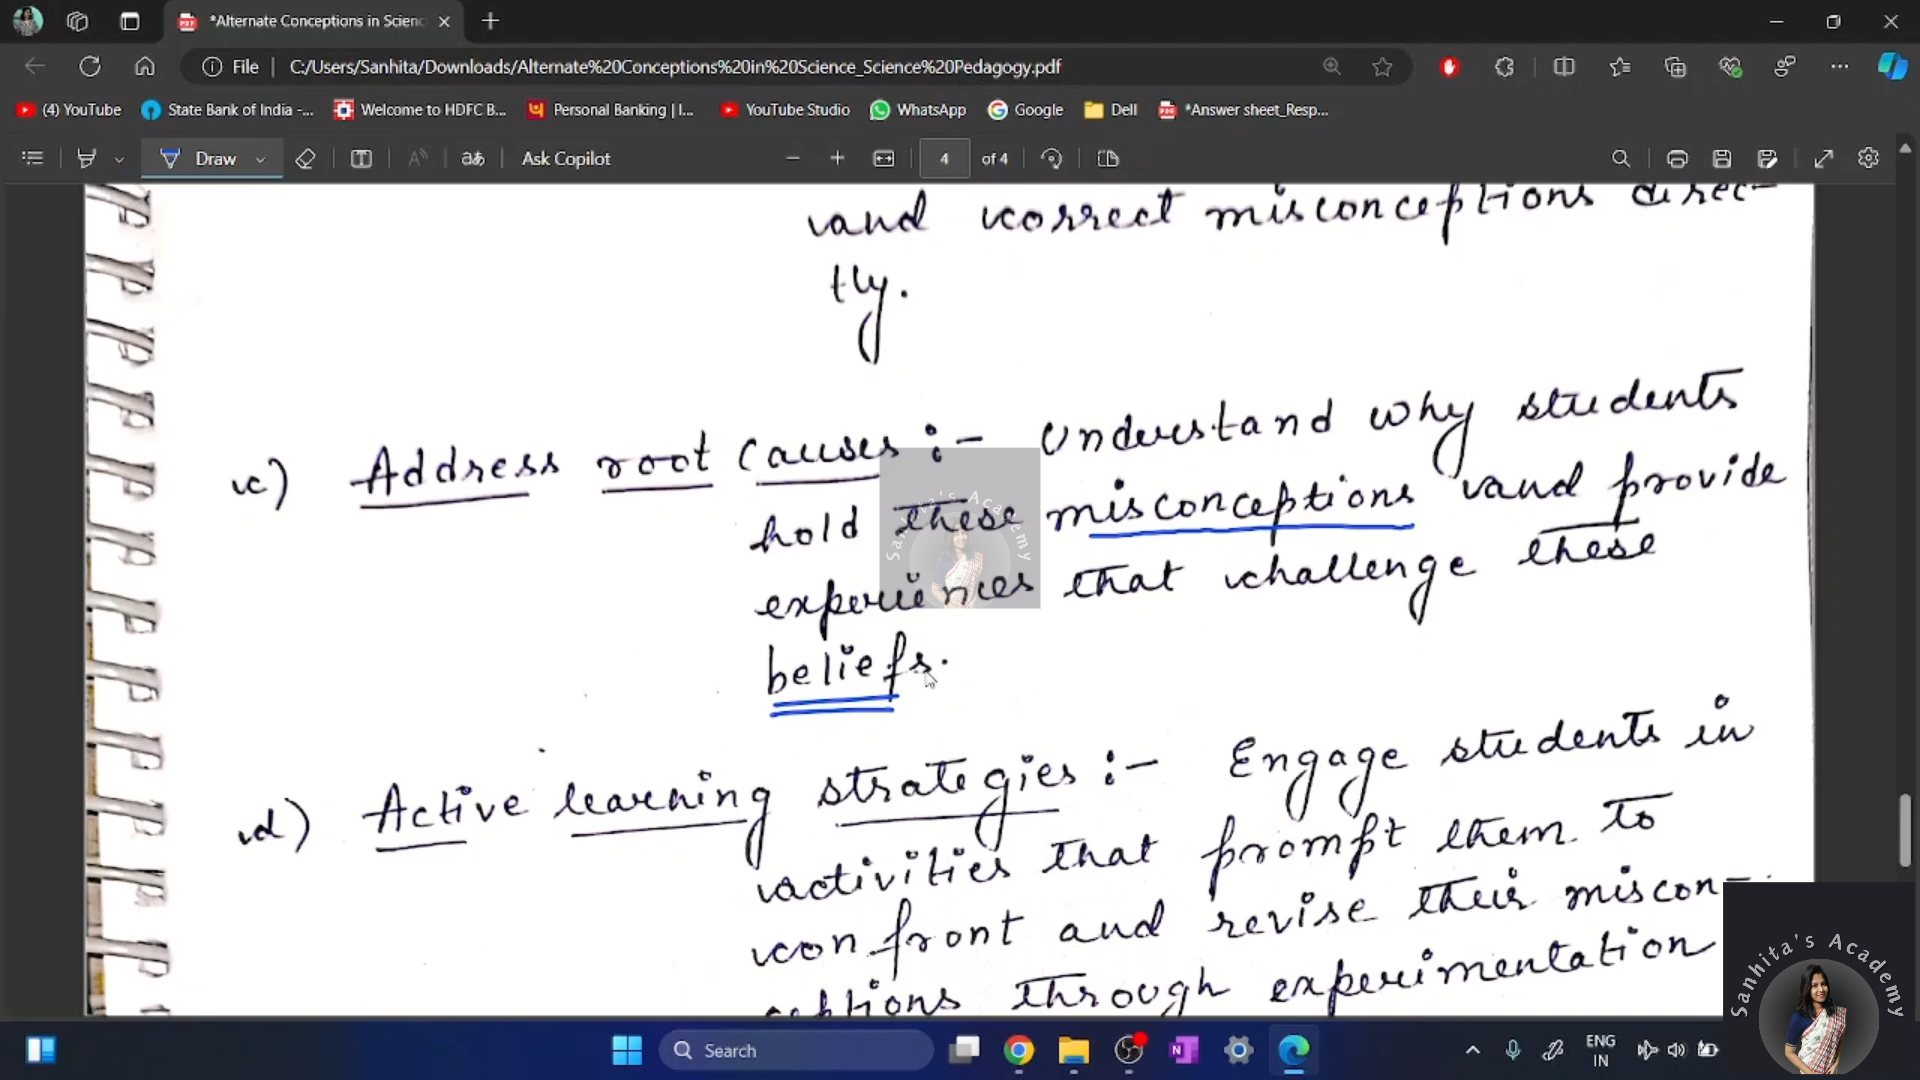 *Alternate Conceptions in Scienc
File
C:/Users/Sanhita/Downloads/Alternate%20Conceptions%20in%20Science_Science%20Pedagogy.pdf
(4) YouTube
State Bank of India -...
Welcome to HDFC B...
Personal Banking | I...
YouTube Studio
WhatsApp
Google
Dell
*Answer sheet_Resp...
Draw
Ask Copilot
4 of 4
and correct misconceptions direc-
tly.
c) Address root causes :- Understand why students
hold these misconceptions and provide
experiences that challenge these
beliefs.
d) Active learning strategies :- Engage students in
activities that prompt them to
confront and revise their miscon-
ceptions through experimentation
Sanhita's Academy
Sanhita's Academy
Search
ENG
IN